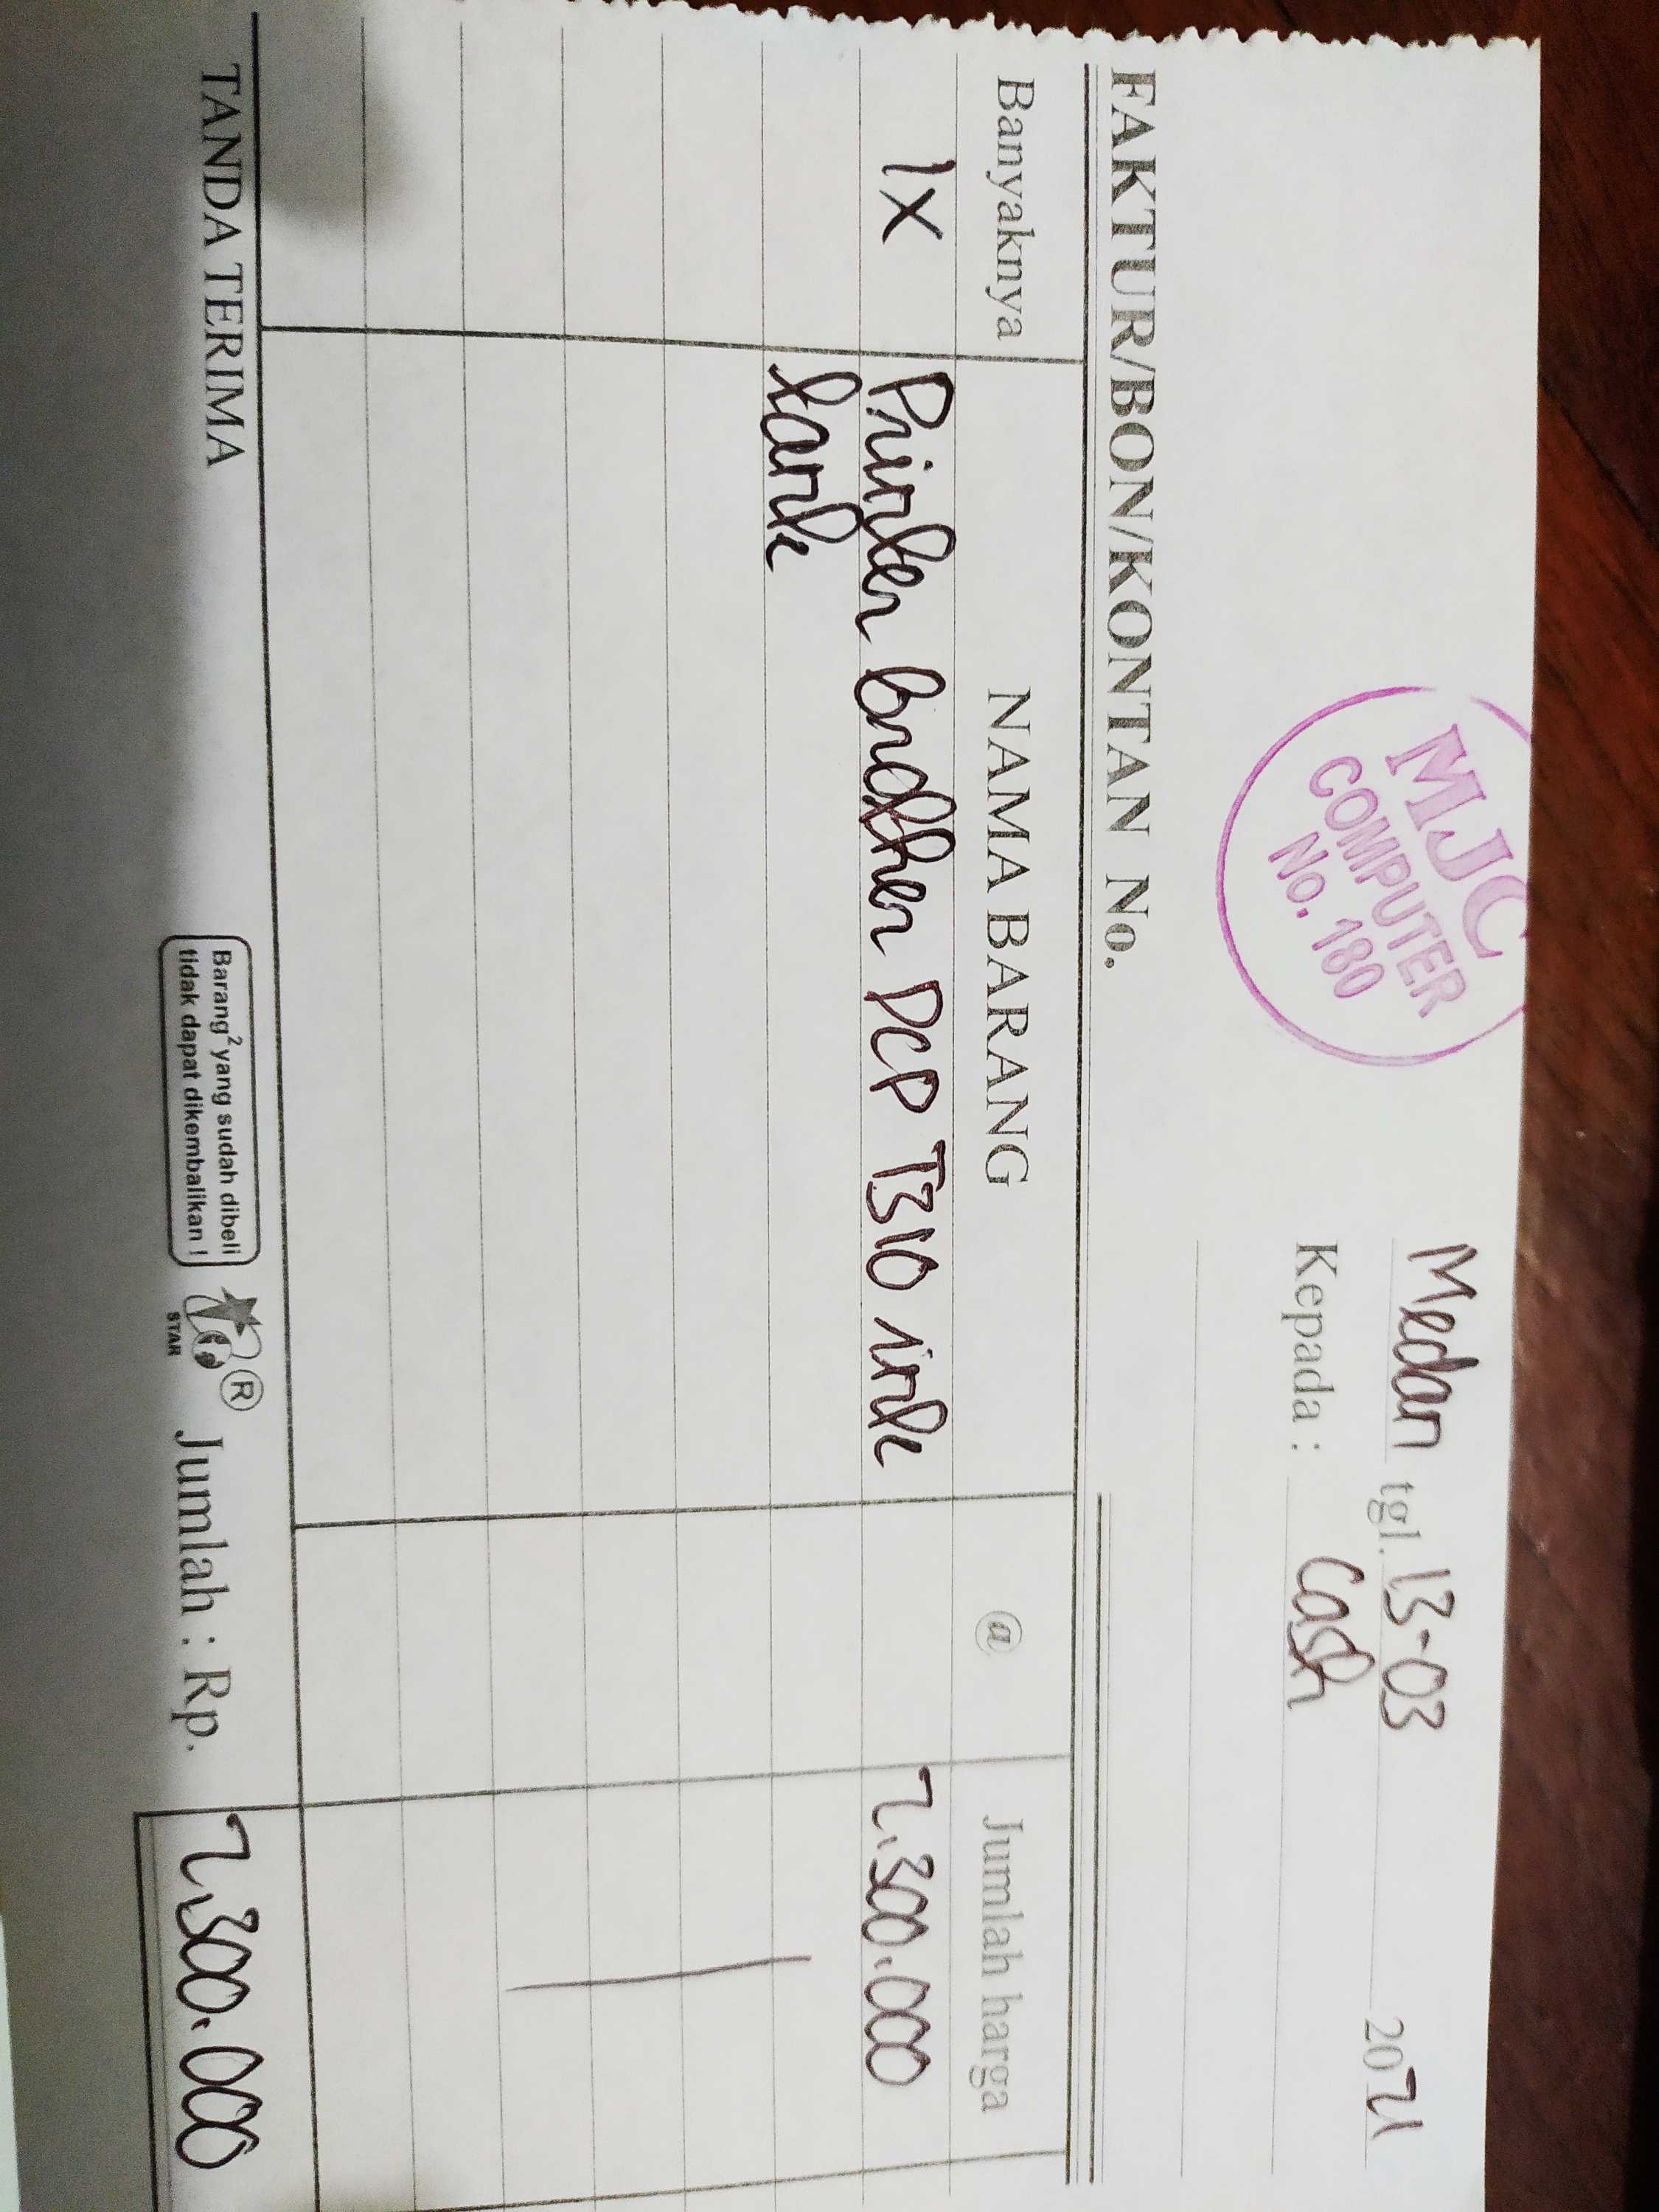 MJC
COMPUTER
No. 180
Medan tgl. 13-03 2021
Kepada : Cash
FAKTUR/BON/KONTAN No.
Banyaknya NAMA BARANG @ Jumlah harga
1x Printer brother DCP T310 ink 2.300.000
tank
TANDA TERIMA
Barang² yang sudah dibeli
tidak dapat dikembalikan !
®
STAR
Jumlah : Rp. 2.300.000